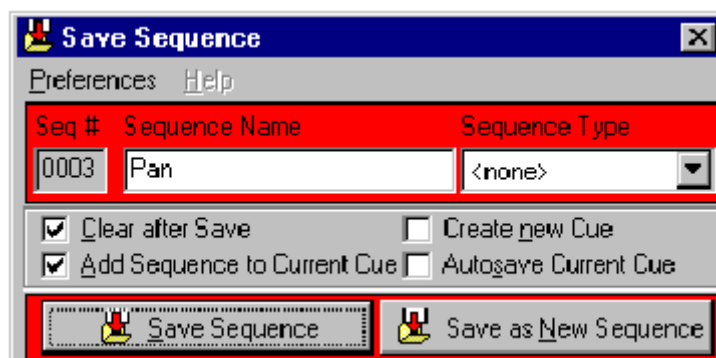 Save Sequence
Preferences Help
Seq # Sequence Name Sequence Type
0003 Pan <none>
Clear after Save Create new Cue
Add Sequence to Current Cue Autosave Current Cue
Save Sequence Save as New Sequence